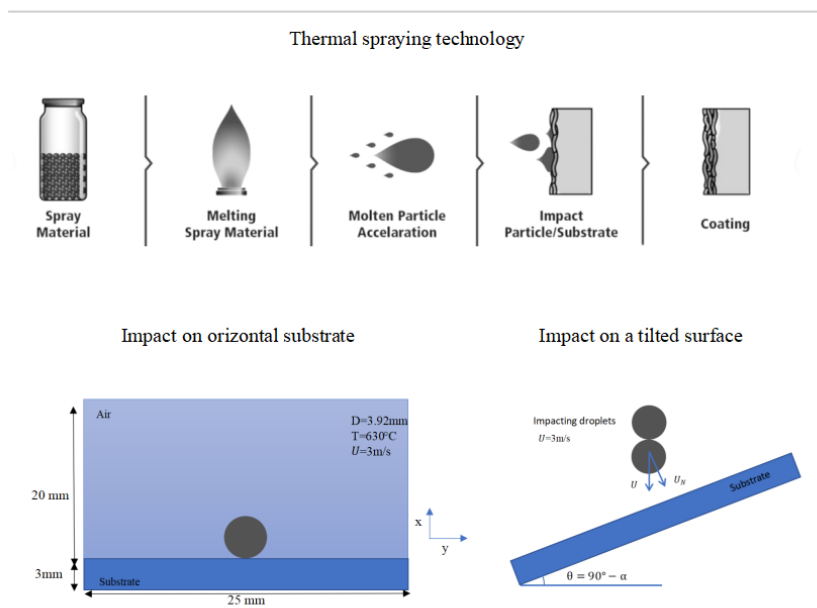 Thermal spraying technology
Spray
Material
Melting
Spray Material
Molten Particle
Accelaration
Impact
Particle/Substrate
Coating
Impact on orizontal substrate
Air
D=3.92mm
T=630°C
U=3m/s
20 mm
x
y
3mm
Substrate
25 mm
Impact on a tilted surface
Impacting droplets
U=3m/s
U
U_N
Substrate
θ = 90° − α